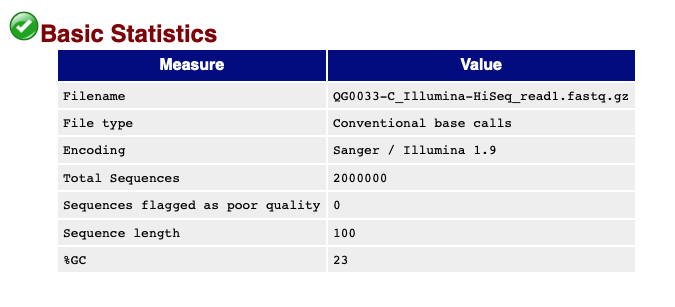 Basic Statistics
Measure Value
Filename QG0033-C_Illumina-HiSeq_read1.fastq.gz
File type Conventional base calls
Encoding Sanger / Illumina 1.9
Total Sequences 2000000
Sequences flagged as poor quality 0
Sequence length 100
%GC 23